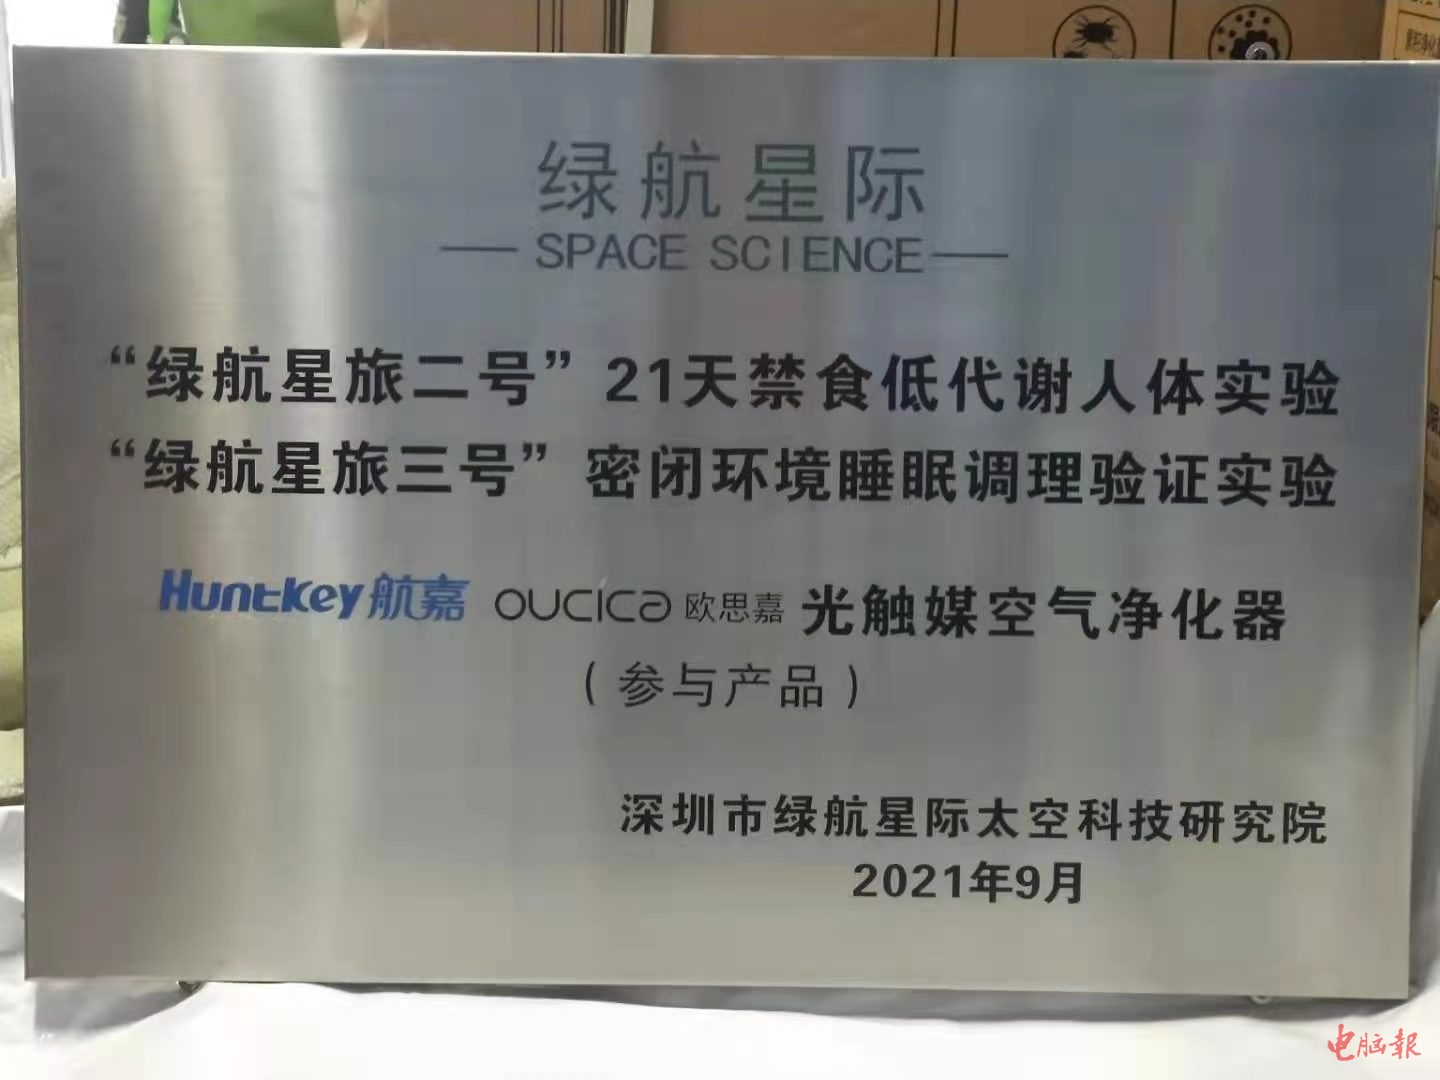 绿航星际
SPACE SCIENCE
“绿航星旅二号”21天禁食低代谢人体实验
“绿航星旅三号”密闭环境睡眠调理验证实验
Huntkey航嘉 OUCICA 欧思嘉 光触媒空气净化器
(参与产品)
深圳市绿航星际太空科技研究院
2021年9月
电脑報